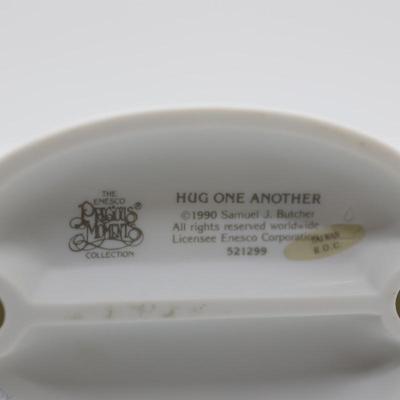 THE
ENESCO
PRECIOUS®
MOMENTS
COLLECTION
HUG ONE ANOTHER
©1990 Samuel J. Butcher
All rights reserved worldwide
Licensee Enesco Corporation
521299
TAIWAN
R.O.C.